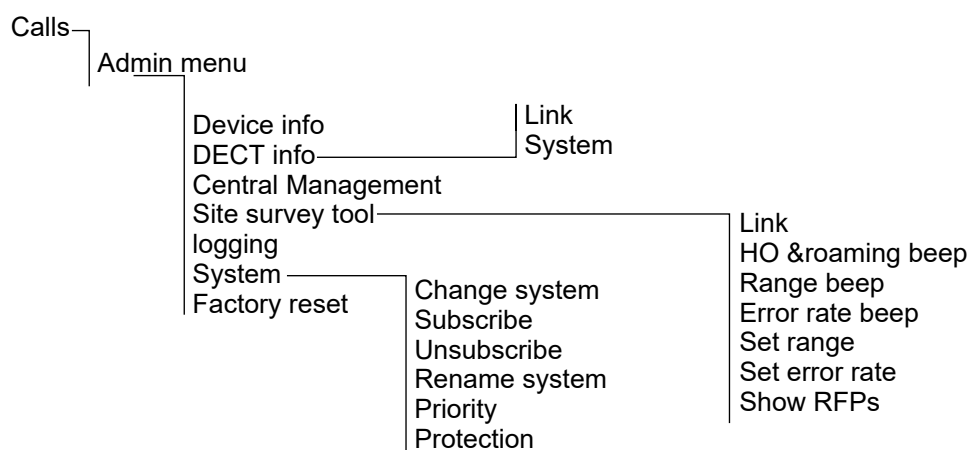 Calls
Admin menu
Device info
DECT info
Central Management
Site survey tool
logging
System
Factory reset
Link
System
Link
HO &roaming beep
Range beep
Error rate beep
Set range
Set error rate
Show RFPs
Change system
Subscribe
Unsubscribe
Rename system
Priority
Protection